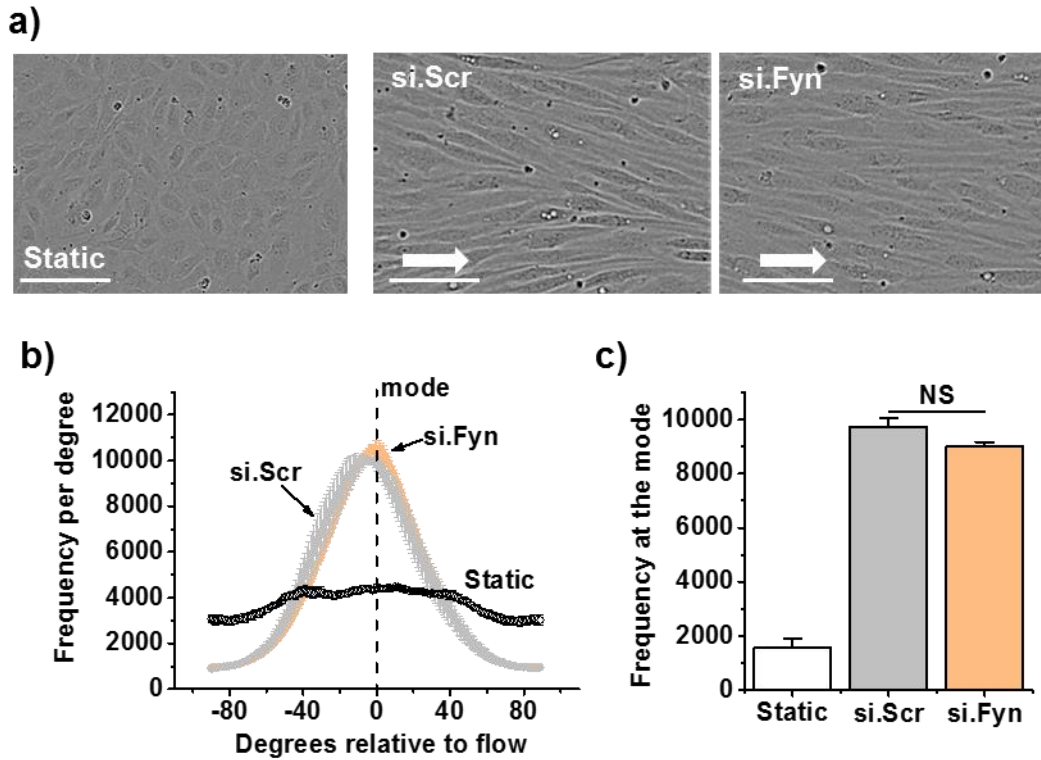 a)
Static
si.Scr
si.Fyn
b)
Frequency per degree
12000
10000
8000
6000
4000
2000
0
mode
si.Fyn
si.Scr
Static
-80 -40 0 40 80
Degrees relative to flow
c)
Frequency at the mode
10000
8000
6000
4000
2000
0
NS
Static si.Scr si.Fyn